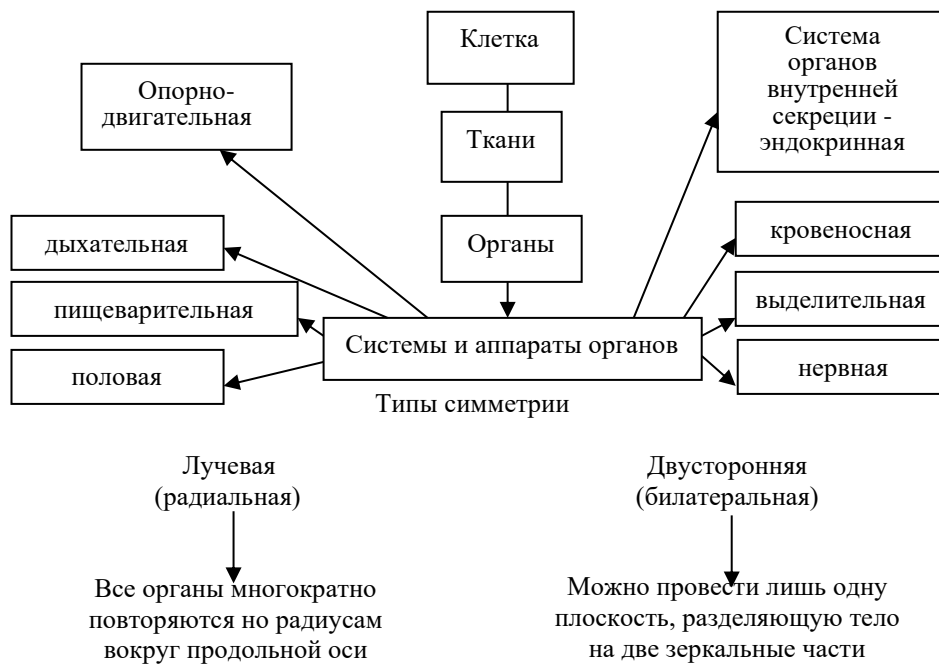 Клетка
Ткани
Органы
Опорно-
двигательная
дыхательная
пищеварительная
половая
Система
органов
внутренней
секреции -
эндокринная
кровеносная
выделительная
нервная
Системы и аппараты органов
Типы симметрии
Лучевая
(радиальная)
Все органы многократно
повторяются но радиусам
вокруг продольной оси
Двусторонняя
(билатеральная)
Можно провести лишь одну
плоскость, разделяющую тело
на две зеркальные части